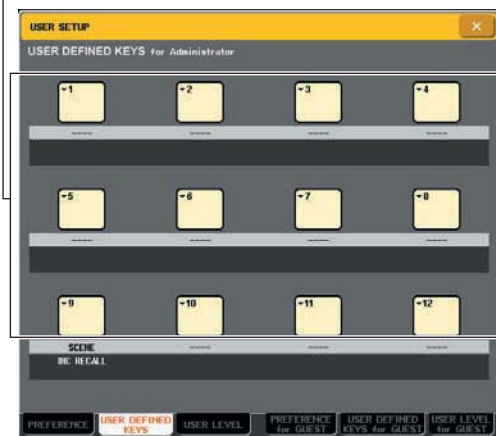 USER SETUP ×
USER DEFINED KEYS for Administrator
1 2 3 4
---- ---- ---- ----
5 6 7 8
---- ---- ---- ----
9 10 11 12
SCENE ---- ---- ----
INC RECALL
PREFERENCE USER DEFINED KEYS USER LEVEL PREFERENCE for GUEST USER DEFINED KEYS for GUEST USER LEVEL for GUEST